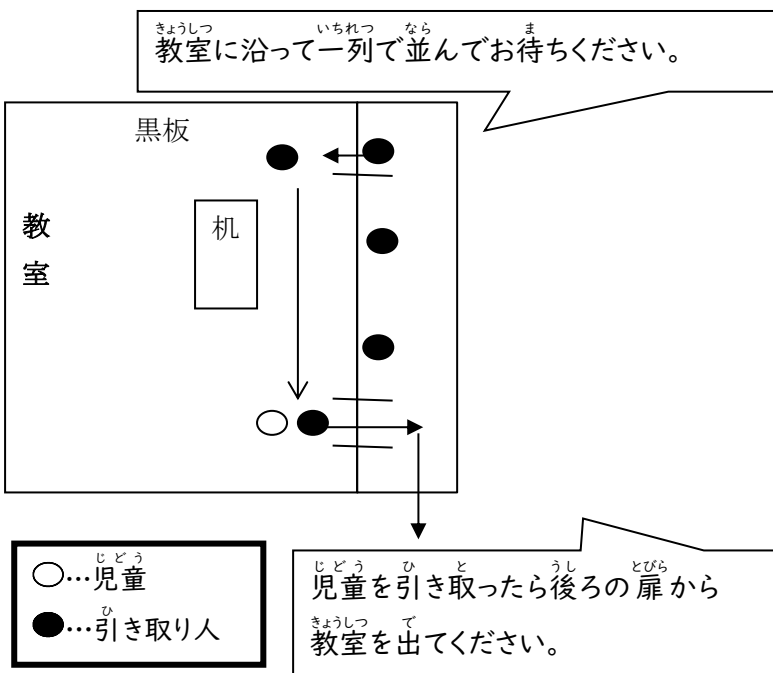 教室に沿って一列で並んでお待ちください。
黒板
机
教
室
○…児童
●…引き取り人
児童を引き取ったら後ろの扉から
教室を出てください。